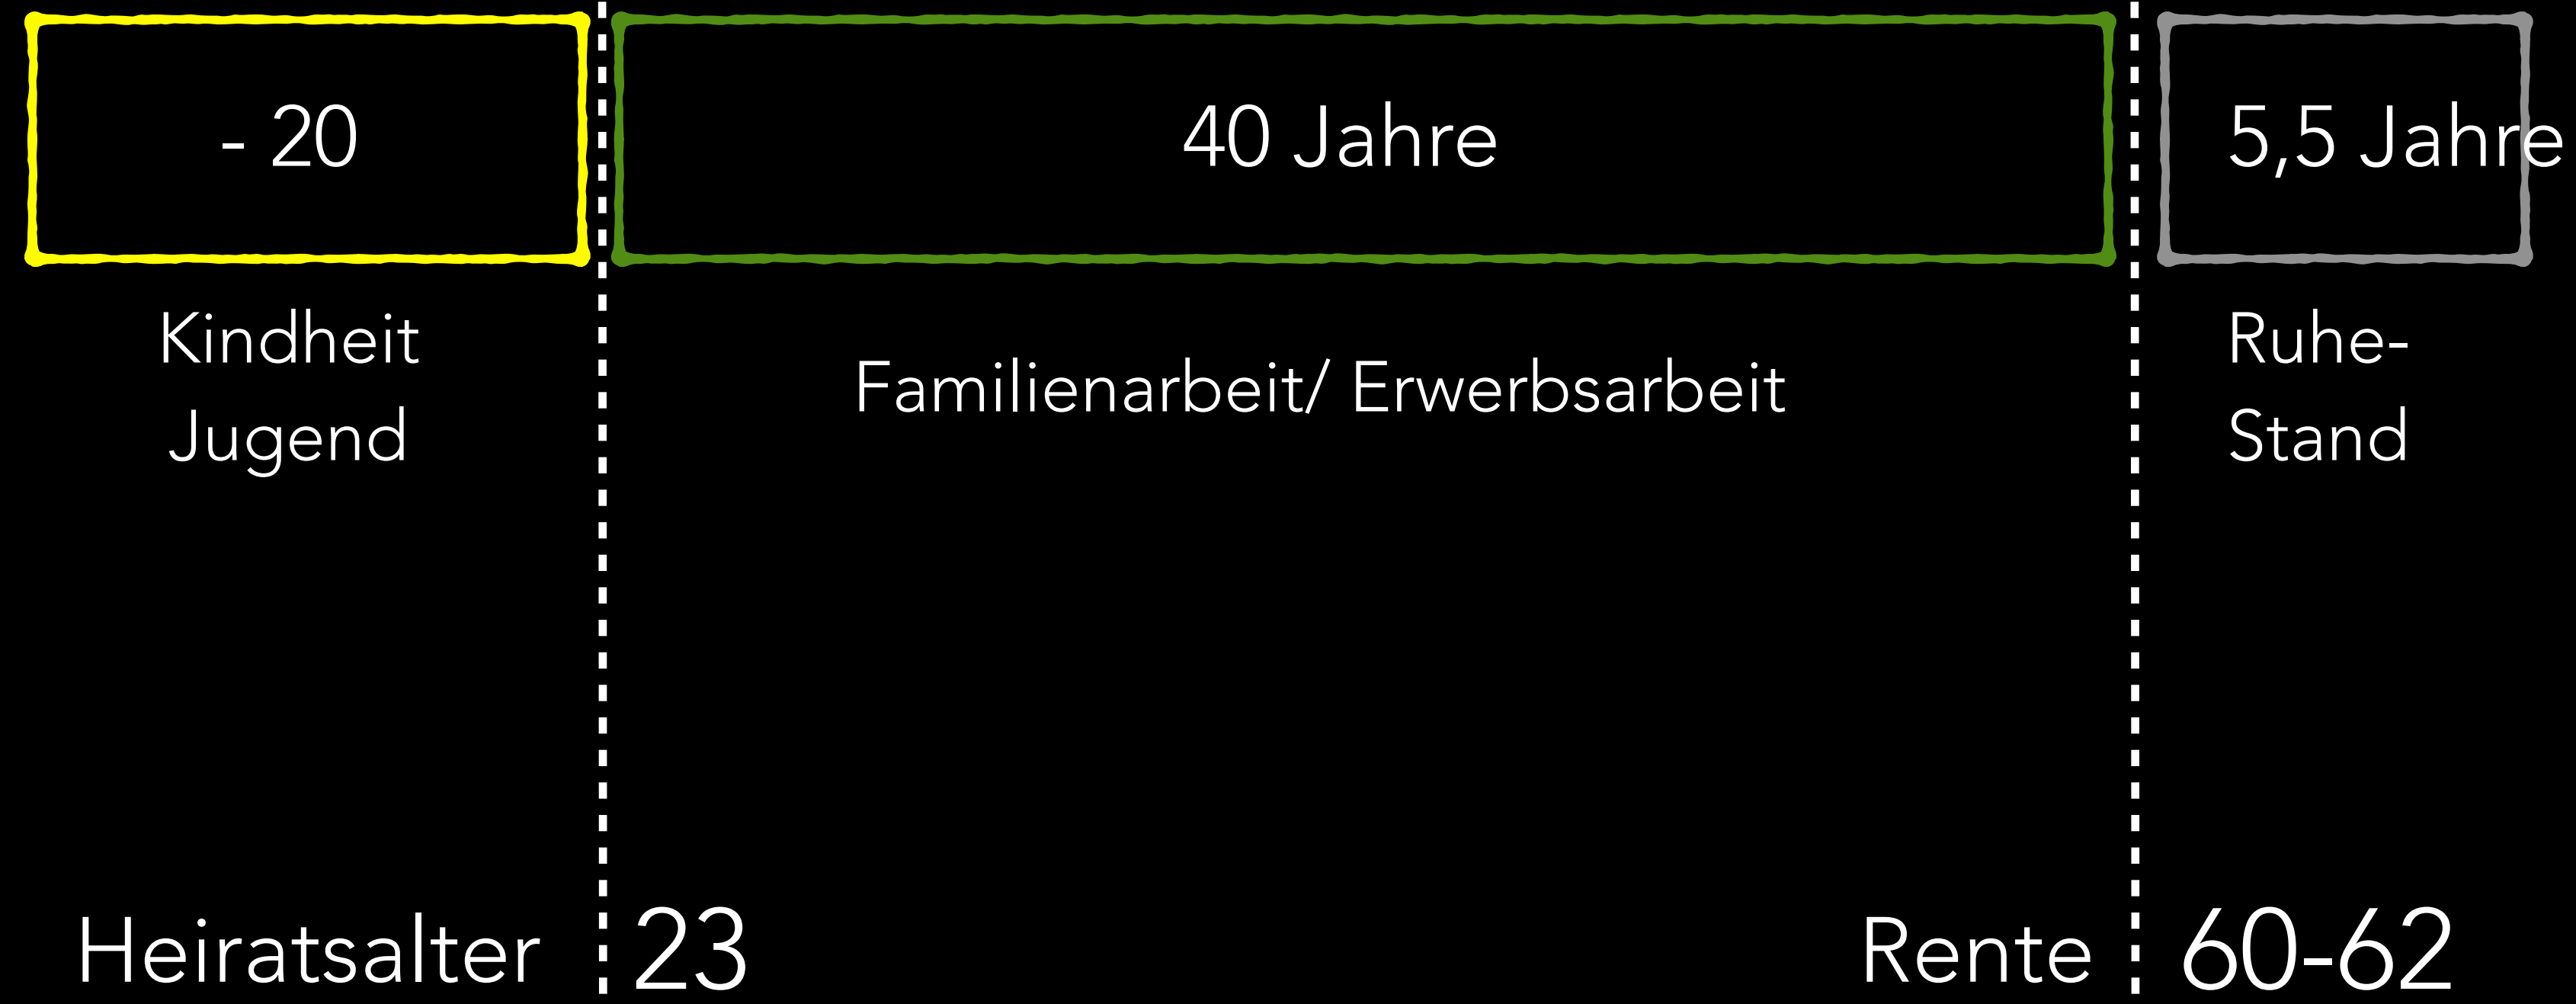 - 20
40 Jahre
5,5 Jahre
Kindheit
Jugend
Familienarbeit/ Erwerbsarbeit
Ruhe-
Stand
Heiratsalter
23
Rente
60-62